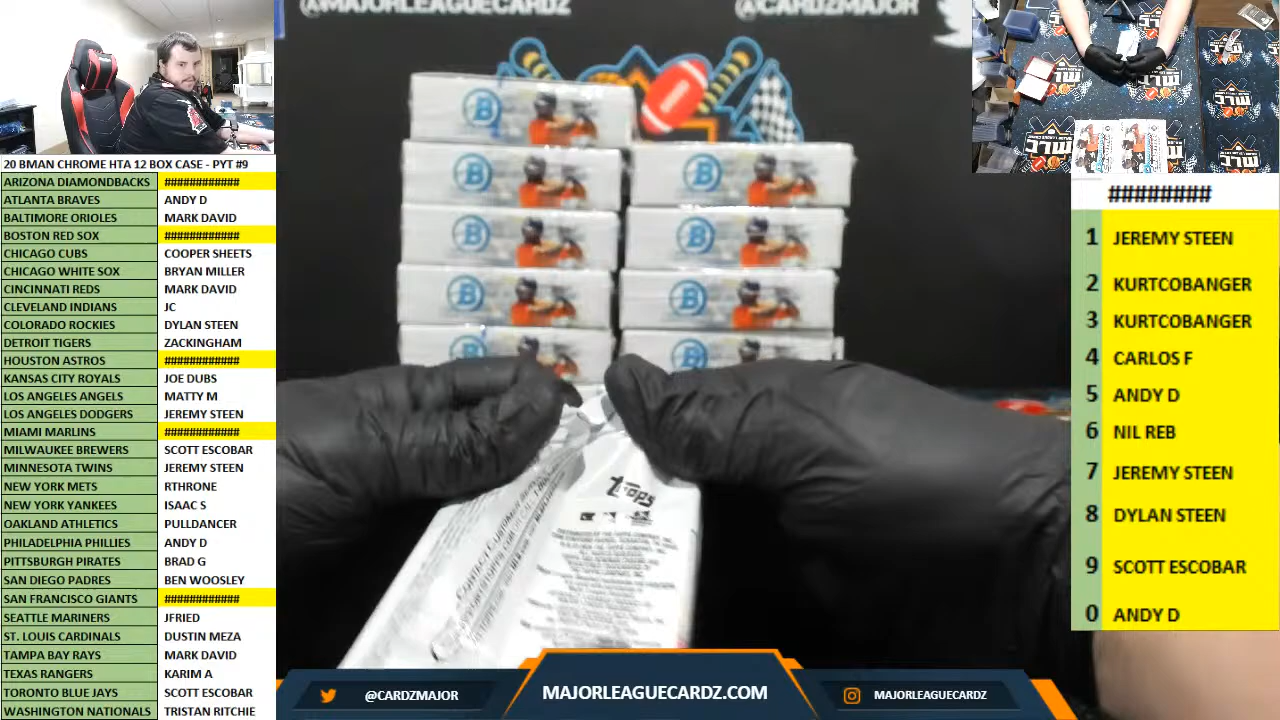 @MAJORLEAGUECARDZ
@CARDZMAJOR
20 BMAN CHROME HTA 12 BOX CASE - PYT #9
ARIZONA DIAMONDBACKS ############
ATLANTA BRAVES ANDY D
BALTIMORE ORIOLES MARK DAVID
BOSTON RED SOX ############
CHICAGO CUBS COOPER SHEETS
CHICAGO WHITE SOX BRYAN MILLER
CINCINNATI REDS MARK DAVID
CLEVELAND INDIANS JC
COLORADO ROCKIES DYLAN STEEN
DETROIT TIGERS ZACKINGHAM
HOUSTON ASTROS ############
KANSAS CITY ROYALS JOE DUBS
LOS ANGELES ANGELS MATTY M
LOS ANGELES DODGERS JEREMY STEEN
MIAMI MARLINS ############
MILWAUKEE BREWERS SCOTT ESCOBAR
MINNESOTA TWINS JEREMY STEEN
NEW YORK METS RTHRONE
NEW YORK YANKEES ISAAC S
OAKLAND ATHLETICS PULLDANCER
PHILADELPHIA PHILLIES ANDY D
PITTSBURGH PIRATES BRAD G
SAN DIEGO PADRES BEN WOOSLEY
SAN FRANCISCO GIANTS ############
SEATTLE MARINERS JFRIED
ST. LOUIS CARDINALS DUSTIN MEZA
TAMPA BAY RAYS MARK DAVID
TEXAS RANGERS KARIM A
TORONTO BLUE JAYS SCOTT ESCOBAR
WASHINGTON NATIONALS TRISTAN RITCHIE
B
B
B
B
B
B
B
B
B
Topps
########
1 JEREMY STEEN
2 KURTCOBANGER
3 KURTCOBANGER
4 CARLOS F
5 ANDY D
6 NIL REB
7 JEREMY STEEN
8 DYLAN STEEN
9 SCOTT ESCOBAR
0 ANDY D
MLC
MLC
MLC
@CARDZMAJOR
MAJORLEAGUECARDZ.COM
MAJORLEAGUECARDZ